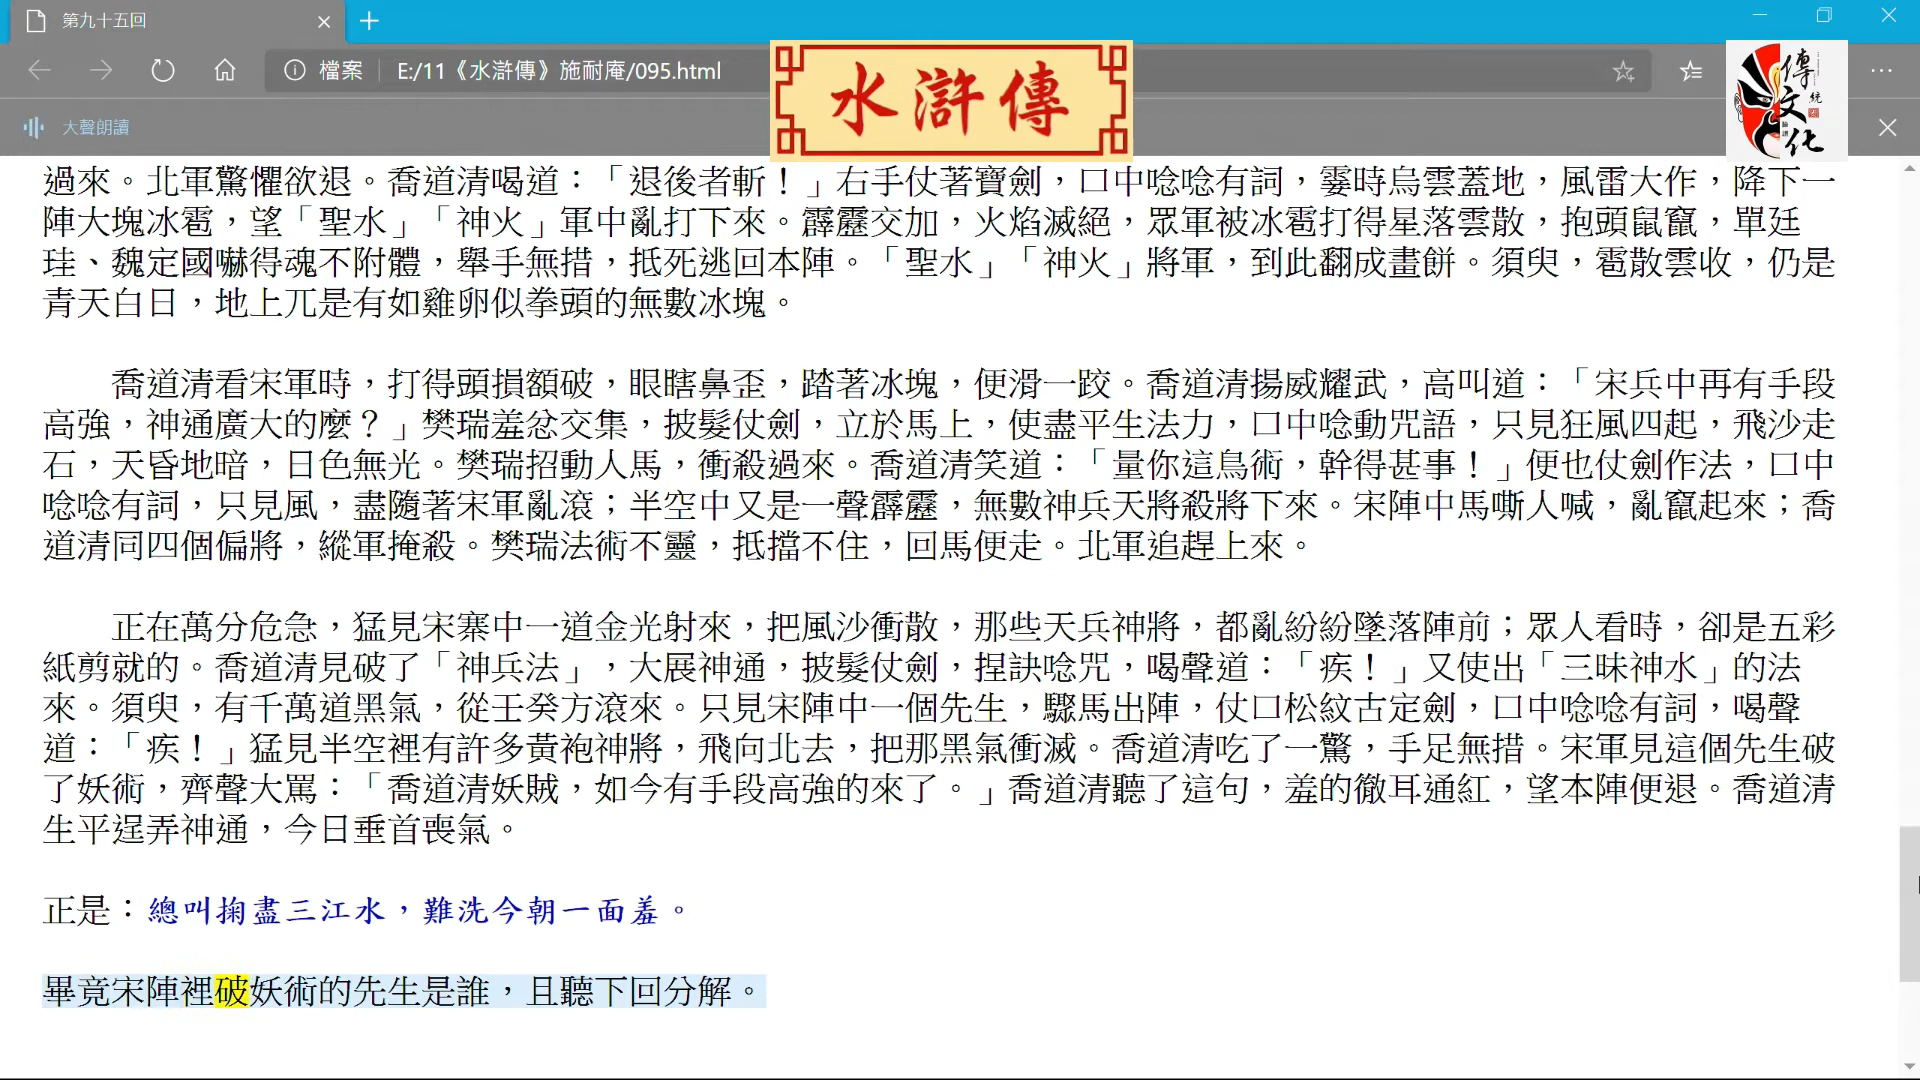 第九十五回
檔案 E:/11《水滸傳》施耐庵/095.html
水滸傳
傳統文化
大聲朗讀
過來。北軍驚懼欲退。喬道清喝道：「退後者斬！」右手仗著寶劍，口中唸唸有詞，霎時烏雲蓋地，風雷大作，降下一
陣大塊冰雹，望「聖水」「神火」軍中亂打下來。霹靂交加，火焰滅絕，眾軍被冰雹打得星落雲散，抱頭鼠竄，單廷
珪、魏定國嚇得魂不附體，舉手無措，抵死逃回本陣。「聖水」「神火」將軍，到此翻成畫餅。須臾，雹散雲收，仍是
青天白日，地上兀是有如雞卵似拳頭的無數冰塊。
喬道清看宋軍時，打得頭損額破，眼瞎鼻歪，踏著冰塊，便滑一跤。喬道清揚威耀武，高叫道：「宋兵中再有手段
高強，神通廣大的麼？」樊瑞羞忿交集，披髮仗劍，立於馬上，使盡平生法力，口中唸動咒語，只見狂風四起，飛沙走
石，天昏地暗，日色無光。樊瑞招動人馬，衝殺過來。喬道清笑道：「量你這鳥術，幹得甚事！」便也仗劍作法，口中
唸唸有詞，只見風，盡隨著宋軍亂滾；半空中又是一聲霹靂，無數神兵天將殺將下來。宋陣中馬嘶人喊，亂竄起來；喬
道清同四個偏將，縱軍掩殺。樊瑞法術不靈，抵擋不住，回馬便走。北軍追趕上來。
正在萬分危急，猛見宋寨中一道金光射來，把風沙衝散，那些天兵神將，都亂紛紛墜落陣前；眾人看時，卻是五彩
紙剪就的。喬道清見破了「神兵法」，大展神通，披髮仗劍，捏訣唸咒，喝聲道：「疾！」又使出「三昧神水」的法
來。須臾，有千萬道黑氣，從壬癸方滾來。只見宋陣中一個先生，驟馬出陣，仗口松紋古定劍，口中唸唸有詞，喝聲
道：「疾！」猛見半空裡有許多黃袍神將，飛向北去，把那黑氣衝滅。喬道清吃了一驚，手足無措。宋軍見這個先生破
了妖術，齊聲大罵：「喬道清妖賊，如今有手段高強的來了。」喬道清聽了這句，羞的徹耳通紅，望本陣便退。喬道清
生平逞弄神通，今日垂首喪氣。
正是：總叫掬盡三江水，難洗今朝一面羞。
畢竟宋陣裡破妖術的先生是誰，且聽下回分解。